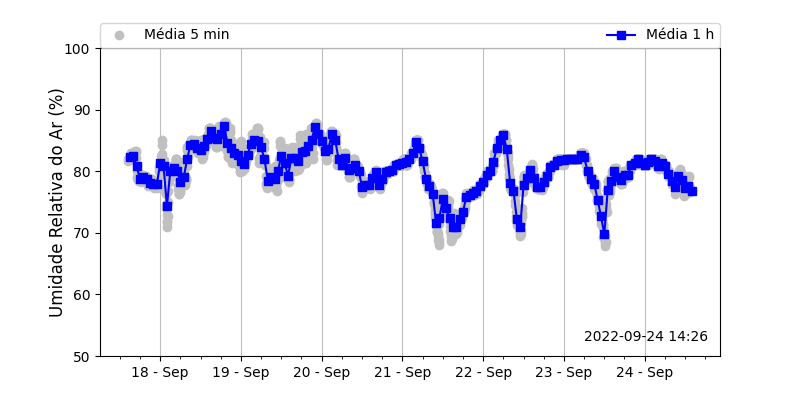 Média 5 min Média 1 h
100
90
80
70
60
50
Umidade Relativa do Ar (%)
2022-09-24 14:26
18 - Sep 19 - Sep 20 - Sep 21 - Sep 22 - Sep 23 - Sep 24 - Sep